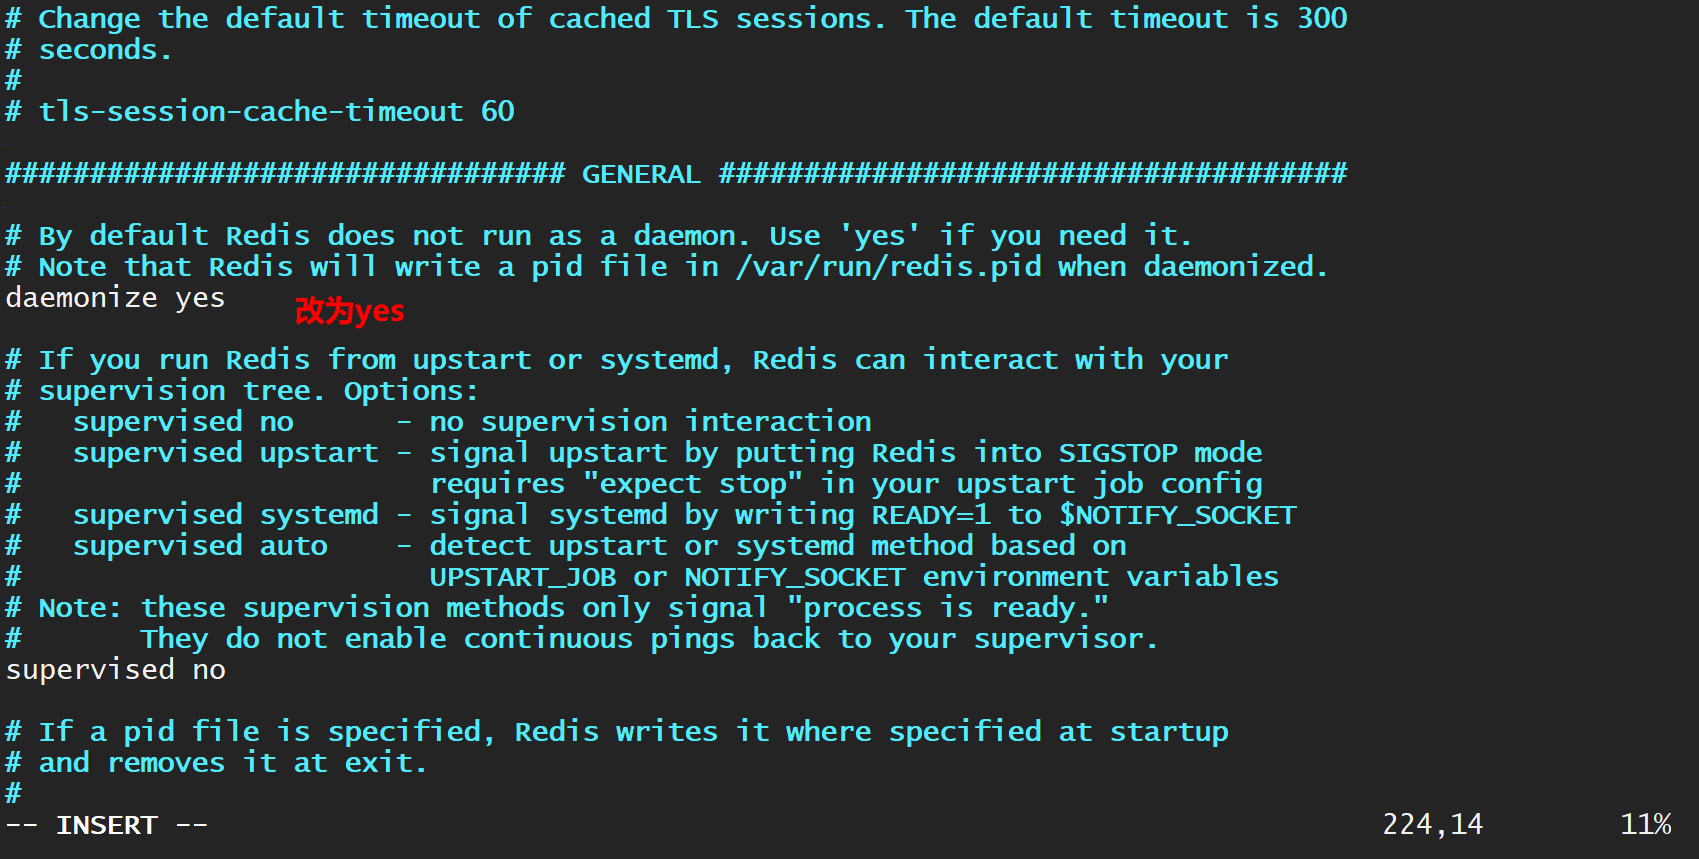 # Change the default timeout of cached TLS sessions. The default timeout is 300
# seconds.
#
# tls-session-cache-timeout 60
################################# GENERAL #####################################
# By default Redis does not run as a daemon. Use 'yes' if you need it.
# Note that Redis will write a pid file in /var/run/redis.pid when daemonized.
daemonize yes
改为yes
# If you run Redis from upstart or systemd, Redis can interact with your
# supervision tree. Options:
#   supervised no      - no supervision interaction
#   supervised upstart - signal upstart by putting Redis into SIGSTOP mode
#                        requires "expect stop" in your upstart job config
#   supervised systemd - signal systemd by writing READY=1 to $NOTIFY_SOCKET
#   supervised auto    - detect upstart or systemd method based on
#                        UPSTART_JOB or NOTIFY_SOCKET environment variables
# Note: these supervision methods only signal "process is ready."
#       They do not enable continuous pings back to your supervisor.
supervised no
# If a pid file is specified, Redis writes it where specified at startup
# and removes it at exit.
#
-- INSERT --                                                                     224,14        11%